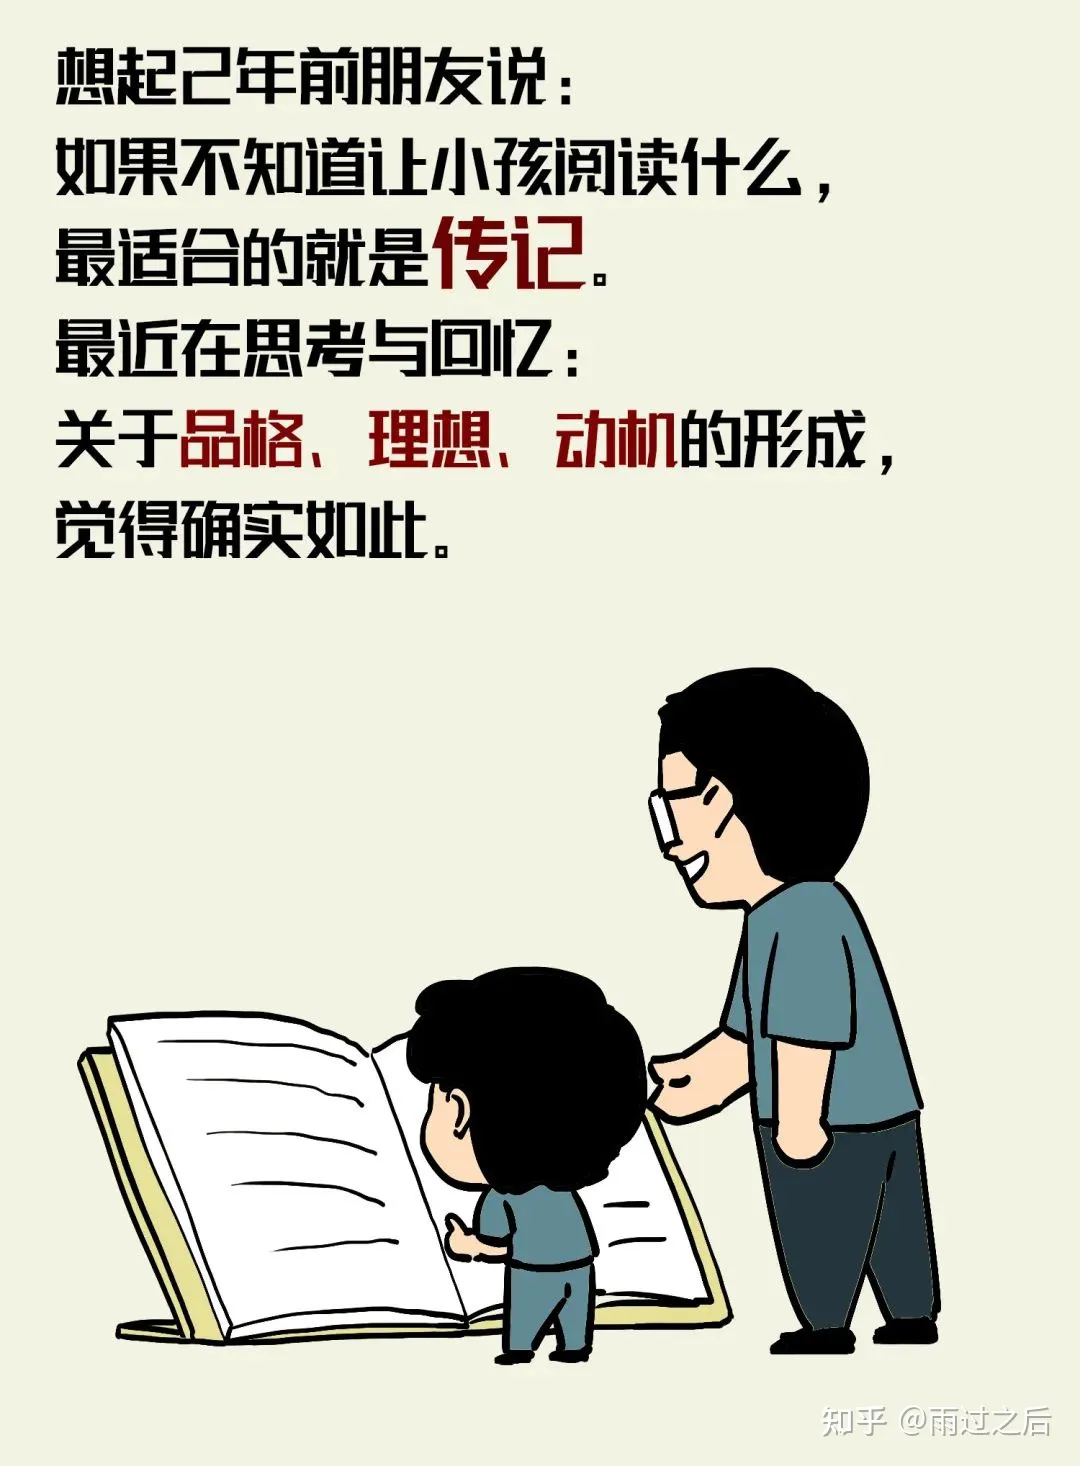 想起2年前朋友说：
如果不知道让小孩阅读什么，
最适合的就是传记。
最近在思考与回忆：
关于品格、理想、动机的形成，
觉得确实如此。
知乎 @雨过之后